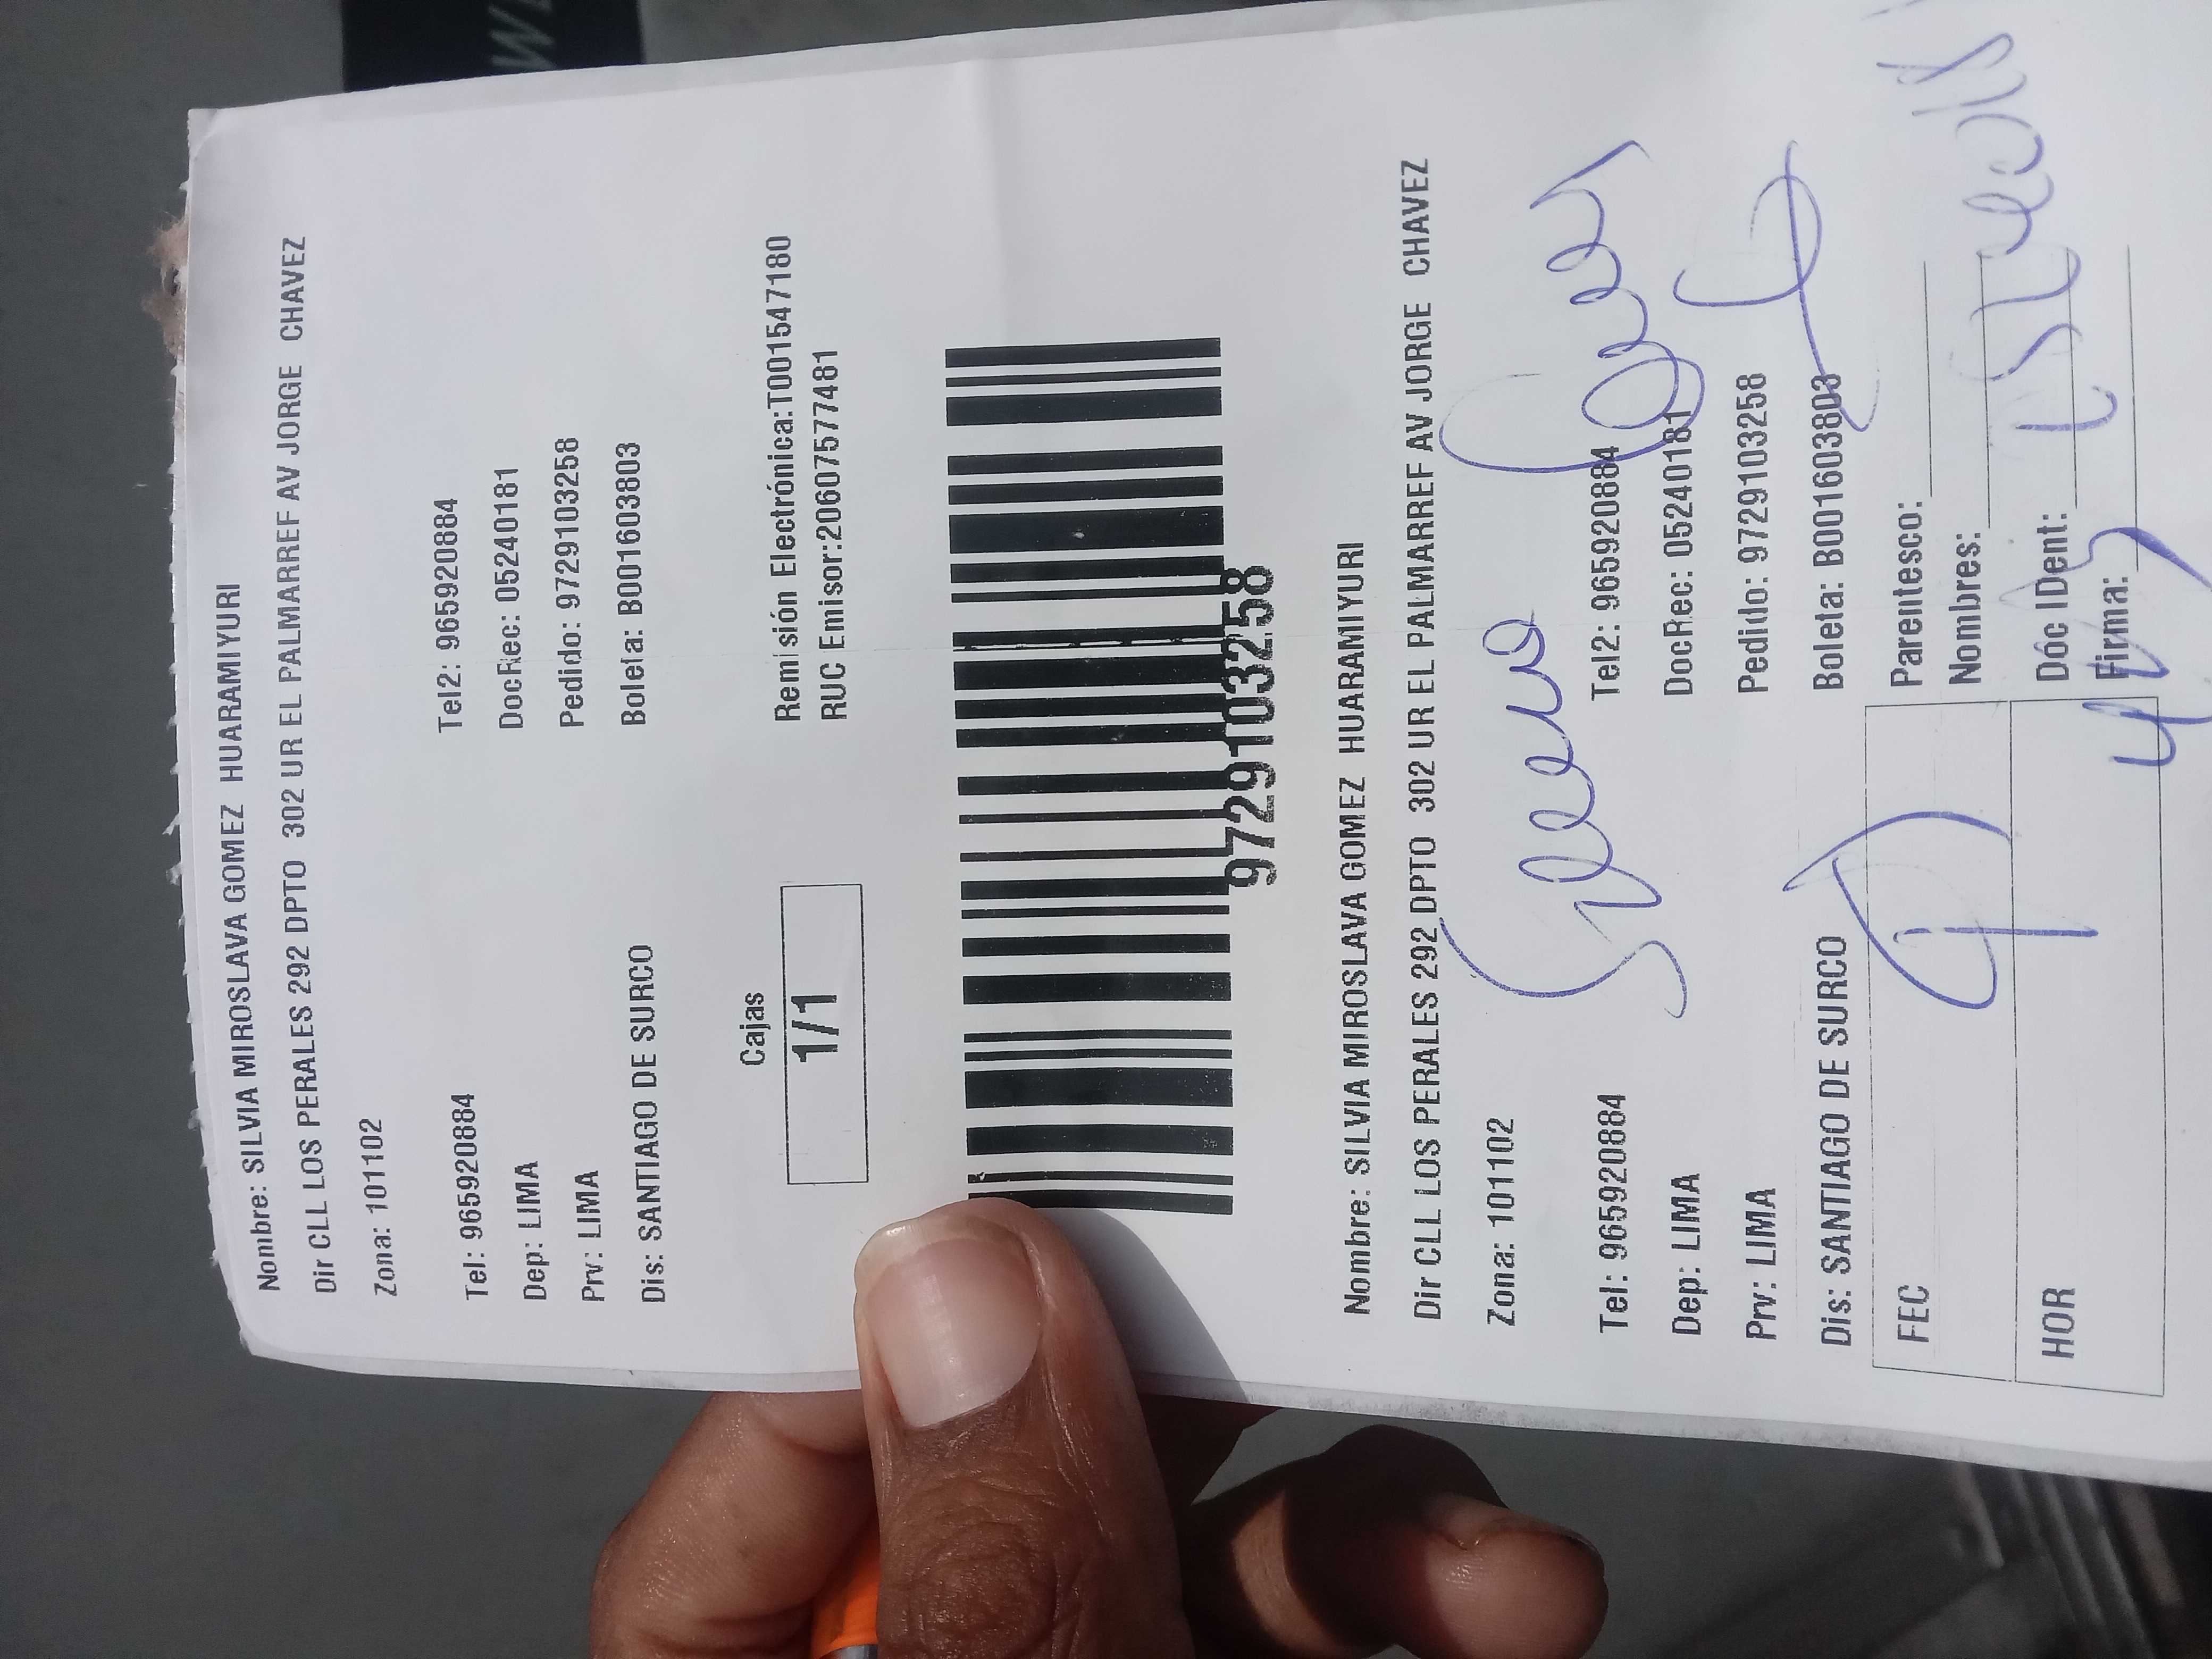 Nombre: SILVIA MIROSLAVA GOMEZ HUARAMIYURI
Dir CLL LOS PERALES 292 DPTO 302 UR EL PALMARREF AV JORGE CHAVEZ
Zona: 101102
Tel: 965920884 Tel2: 965920884
Dep: LIMA DocRec: 05240181
Prv: LIMA Pedido: 9729103258
Dis: SANTIAGO DE SURCO Boleta: B001603803
Cajas
1/1
Remisión Electrónica:T001547180
RUC Emisor:20607577481
9729103258
Nombre: SILVIA MIROSLAVA GOMEZ HUARAMIYURI
Dir CLL LOS PERALES 292 DPTO 302 UR EL PALMARREF AV JORGE CHAVEZ
Zona: 101102
Tel: 965920884 Tel2: 965920884
Dep: LIMA DocRec: 05240181
Prv: LIMA Pedido: 9729103258
Dis: SANTIAGO DE SURCO Boleta: B001603803
FEC Parentesco:
Nombres:
HOR Dóc IDent:
Firma: